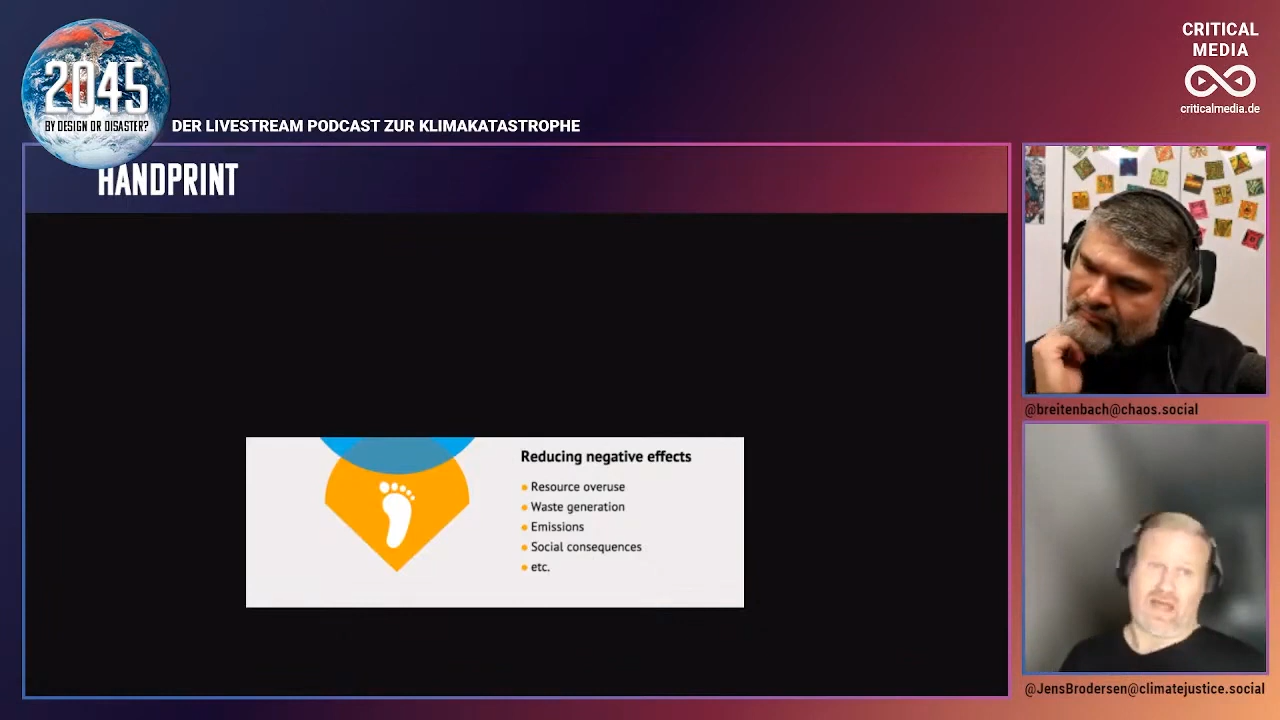 2045
BY DESIGN OR DISASTER?
DER LIVESTREAM PODCAST ZUR KLIMAKATASTROPHE
CRITICAL
MEDIA
criticalmedia.de
HANDPRINT
Reducing negative effects
Resource overuse
Waste generation
Emissions
Social consequences
etc.
@breitenbach@chaos.social
@JensBrodersen@climatejustice.social